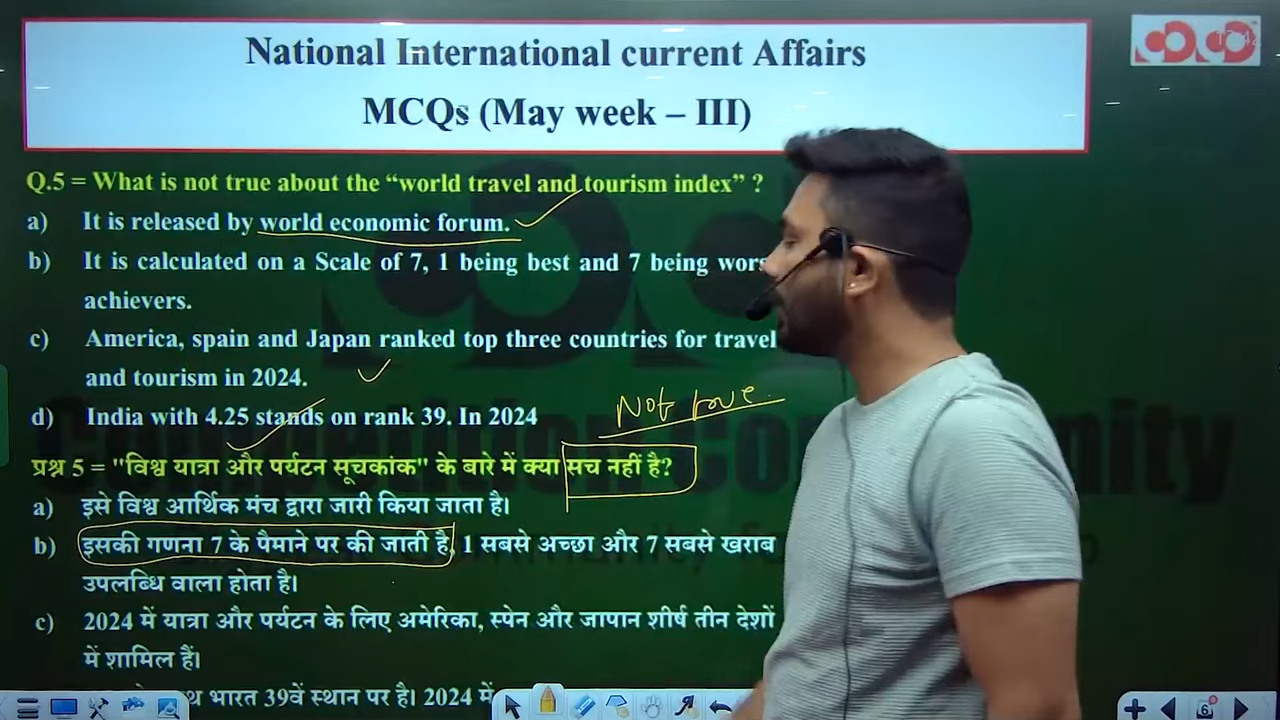 National International current Affairs
MCQs (May week – III)
Q.5 = What is not true about the “world travel and tourism index” ?
a) It is released by world economic forum.
b) It is calculated on a Scale of 7, 1 being best and 7 being
achievers.
c) America, spain and Japan ranked top three countries for travel
and tourism in 2024.
d) India with 4.25 stands on rank 39. In 2024
Not true.
प्रश्न 5 = "विश्व यात्रा और पर्यटन सूचकांक" के बारे में क्या सच नहीं है?
a) इसे विश्व आर्थिक मंच द्वारा जारी किया जाता है।
b) इसकी गणना 7 के पैमाने पर की जाती है, 1 सबसे अच्छा और 7 सबसे खराब
उपलब्धि वाला होता है।
c) 2024 में यात्रा और पर्यटन के लिए अमेरिका, स्पेन और जापान शीर्ष तीन देशों
में शामिल हैं।
भारत 39वें स्थान पर है। 2024 में